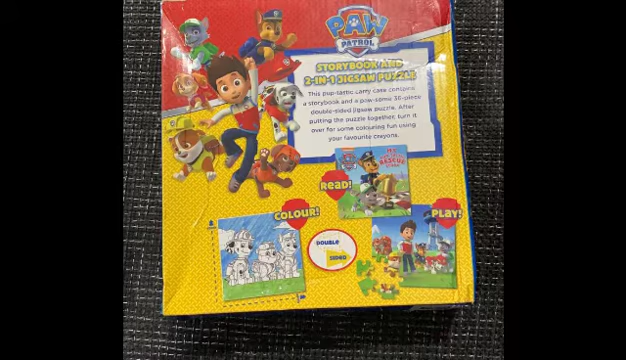 PAW
PATROL
STORYBOOK AND
2-IN-1 JIGSAW PUZZLE
This pup-tastic carry case contains
a storybook and a paw-some 36-piece
double-sided jigsaw puzzle. After
putting the puzzle together, turn it
over for some colouring fun using
your favourite crayons.
READ!
RESCUE
COLOUR!
PLAY!
DOUBLE
SIDED